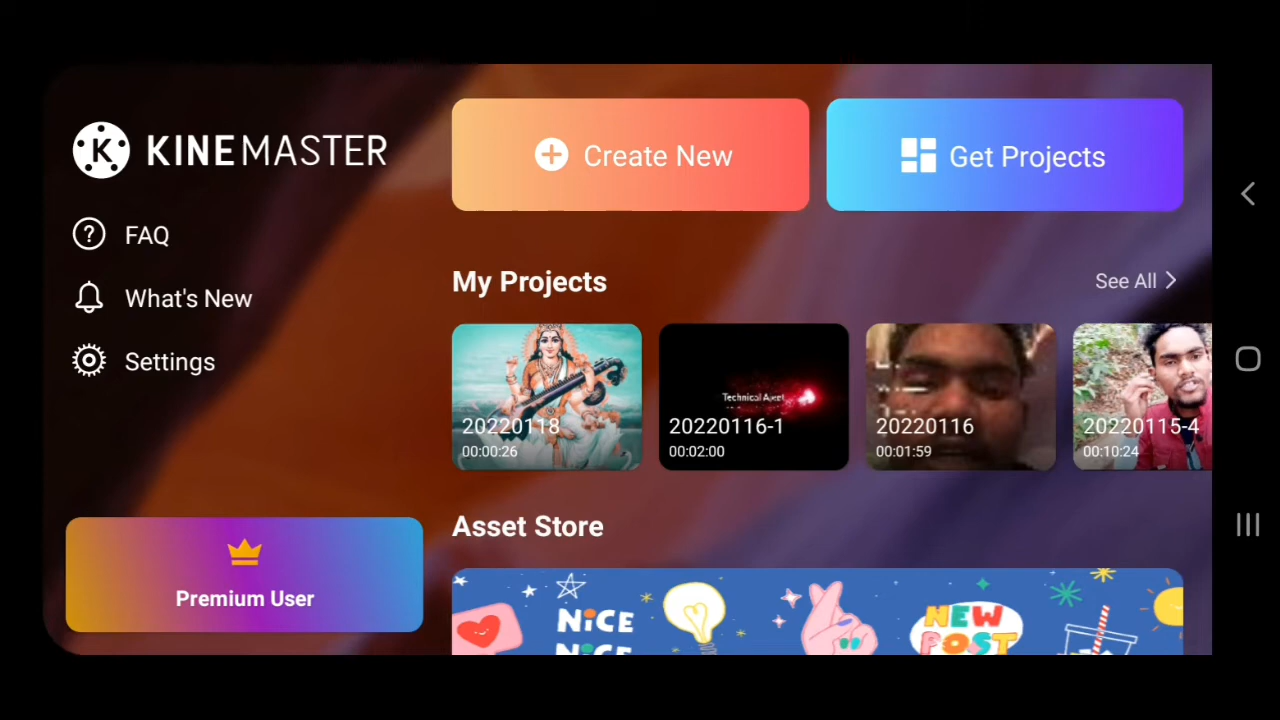 KINEMASTER
FAQ
What's New
Settings
Premium User
Create New
Get Projects
My Projects
See All
20220118
00:00:26
Technical Ajeet
20220116-1
00:02:00
20220116
00:01:59
20220115-4
00:10:24
Asset Store
NiCE
NiCE
NEW
POST